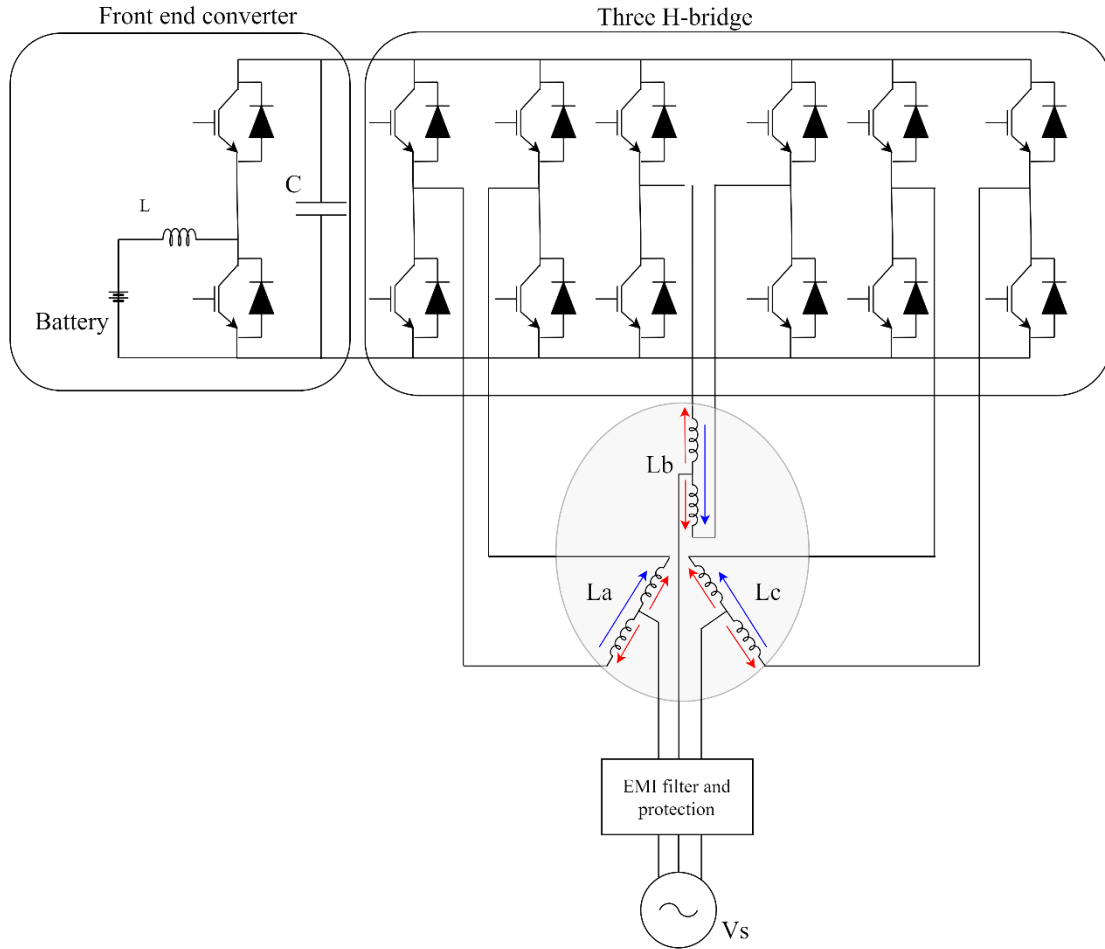 Front end converter
Three H-bridge
C
L
Battery
Lb
La
Lc
EMI filter and
protection
Vs